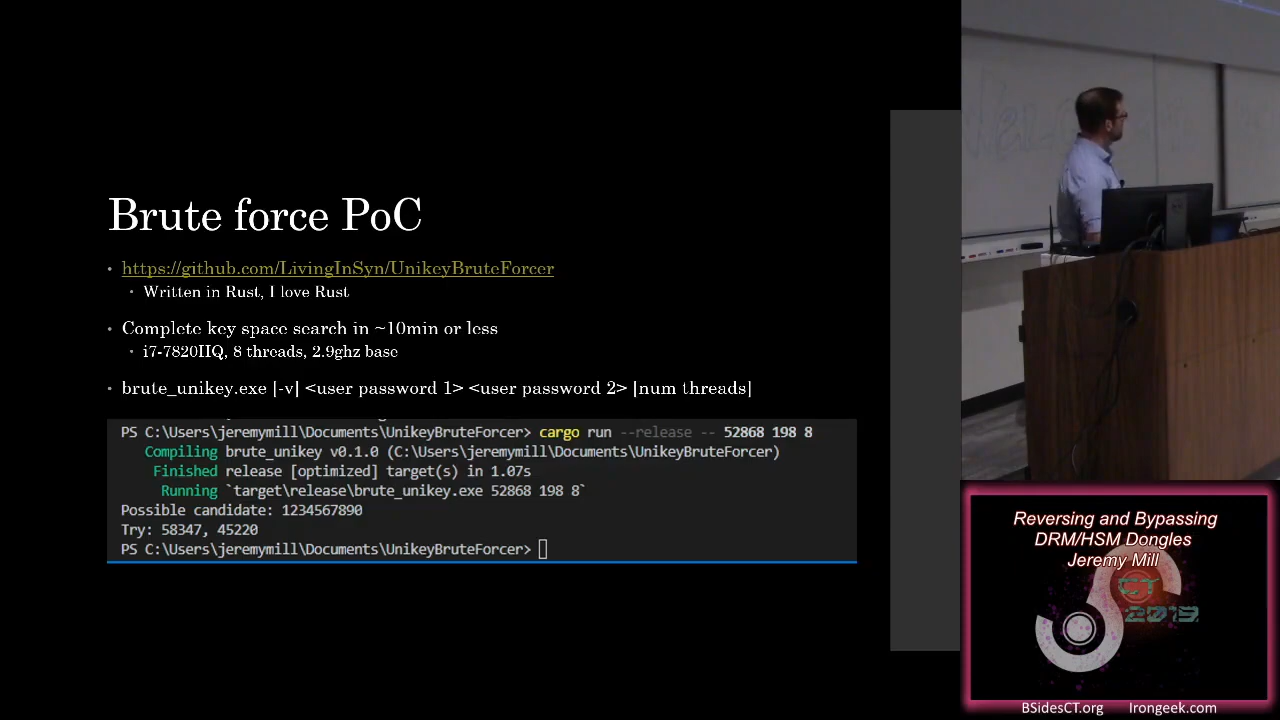 Brute force PoC
• https://github.com/LivingInSyn/UnikeyBruteForcer
• Written in Rust, I love Rust
• Complete key space search in ~10min or less
• i7-7820HQ, 8 threads, 2.9ghz base
• brute_unikey.exe [-v] <user password 1> <user password 2> [num threads]
PS C:\Users\jeremymill\Documents\UnikeyBruteForcer> cargo run --release -- 52868 198 8
Compiling brute_unikey v0.1.0 (C:\Users\jeremymill\Documents\UnikeyBruteForcer)
Finished release [optimized] target(s) in 1.07s
Running `target\release\brute_unikey.exe 52868 198 8`
Possible candidate: 1234567890
Try: 58347, 45220
PS C:\Users\jeremymill\Documents\UnikeyBruteForcer>
Reversing and Bypassing
DRM/HSM Dongles
Jeremy Mill
CT
2019
BSidesCT.org Irongeek.com